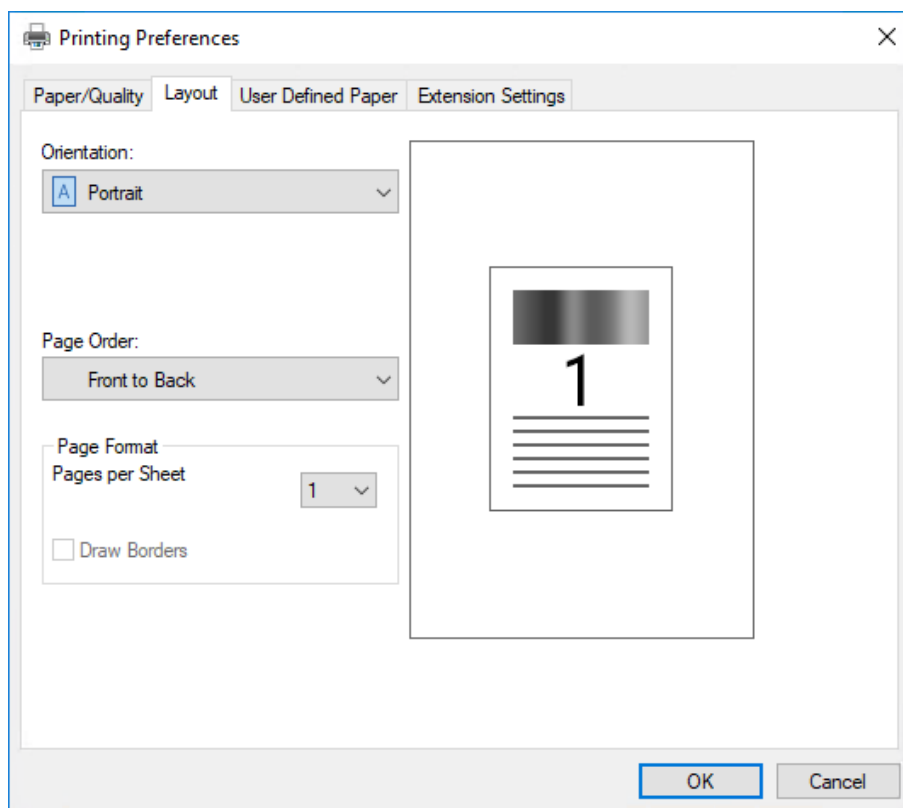 Printing Preferences
Paper/Quality Layout User Defined Paper Extension Settings
Orientation:
A Portrait
Page Order:
Front to Back
Page Format
Pages per Sheet
1
Draw Borders
1
OK Cancel